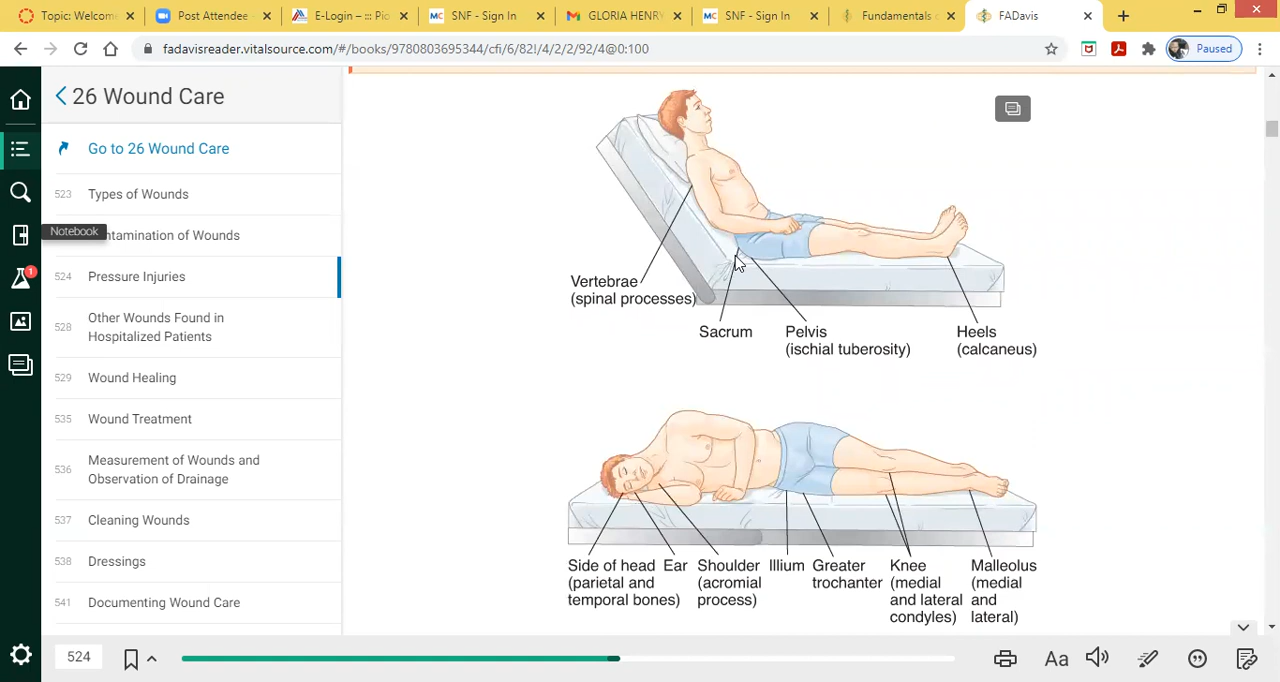 Topic: Welcome
Post Attendee -
E-Login – ::: Pio
SNF - Sign In
GLORIA HENRY
SNF - Sign In
Fundamentals
FADavis
fadavisreader.vitalsource.com/#/books/9780803695344/cfi/6/82!/4/2/2/92/4@0:100
Paused
26 Wound Care
Go to 26 Wound Care
523 Types of Wounds
Notebook
ntamination of Wounds
524 Pressure Injuries
1
528 Other Wounds Found in
Hospitalized Patients
529 Wound Healing
535 Wound Treatment
536 Measurement of Wounds and
Observation of Drainage
537 Cleaning Wounds
538 Dressings
541 Documenting Wound Care
Vertebrae
(spinal processes)
Sacrum
Pelvis
(ischial tuberosity)
Heels
(calcaneus)
Side of head
(parietal and
temporal bones)
Ear
Shoulder
(acromial
process)
Illium
Greater
trochanter
Knee
(medial
and lateral
condyles)
Malleolus
(medial
and
lateral)
524
Aa